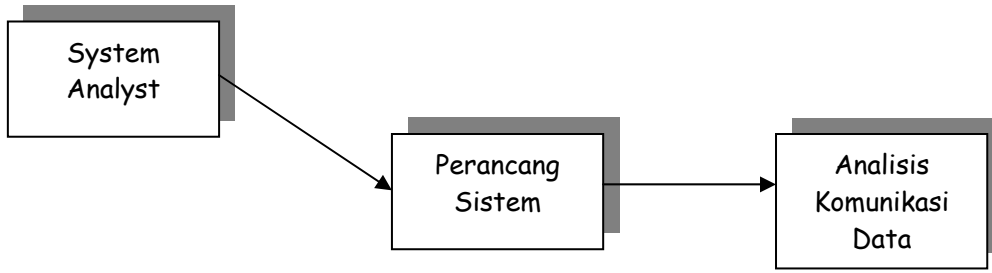 System
Analyst
Perancang
Sistem
Analisis
Komunikasi
Data